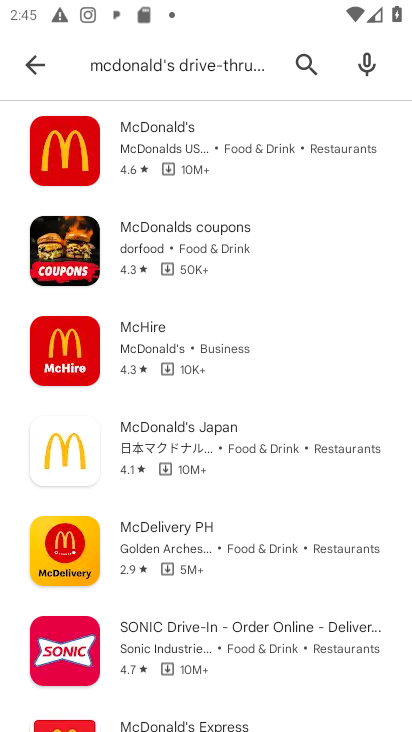 2:45
mcdonald's drive-thru...
McDonald's
McDonalds US... • Food & Drink • Restaurants
4.6 ★ 10M+
COUPONS
McDonalds coupons
dorfood • Food & Drink
4.3 ★ 50K+
McHire
McHire
McDonald's • Business
4.3 ★ 10K+
McDonald's Japan
日本マクドナル... • Food & Drink • Restaurants
4.1 ★ 10M+
McDelivery
McDelivery PH
Golden Arches... • Food & Drink • Restaurants
2.9 ★ 5M+
SONIC
SONIC Drive-In - Order Online - Deliver...
Sonic Industrie... • Food & Drink • Restaurants
4.7 ★ 10M+
McDonald's Express